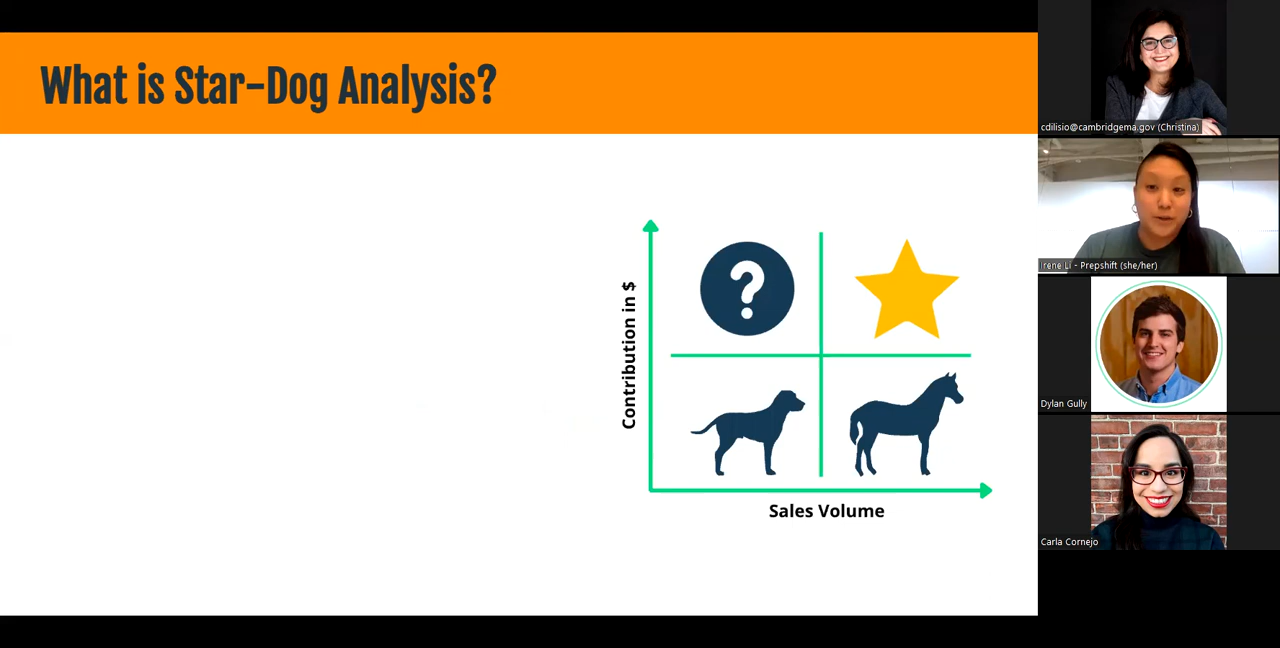 What is Star-Dog Analysis?
Contribution in $
?
Sales Volume
cdilisio@cambridgema.gov (Christina)
Irene Li - Prepshift (she/her)
Dylan Gully
Carla Cornejo